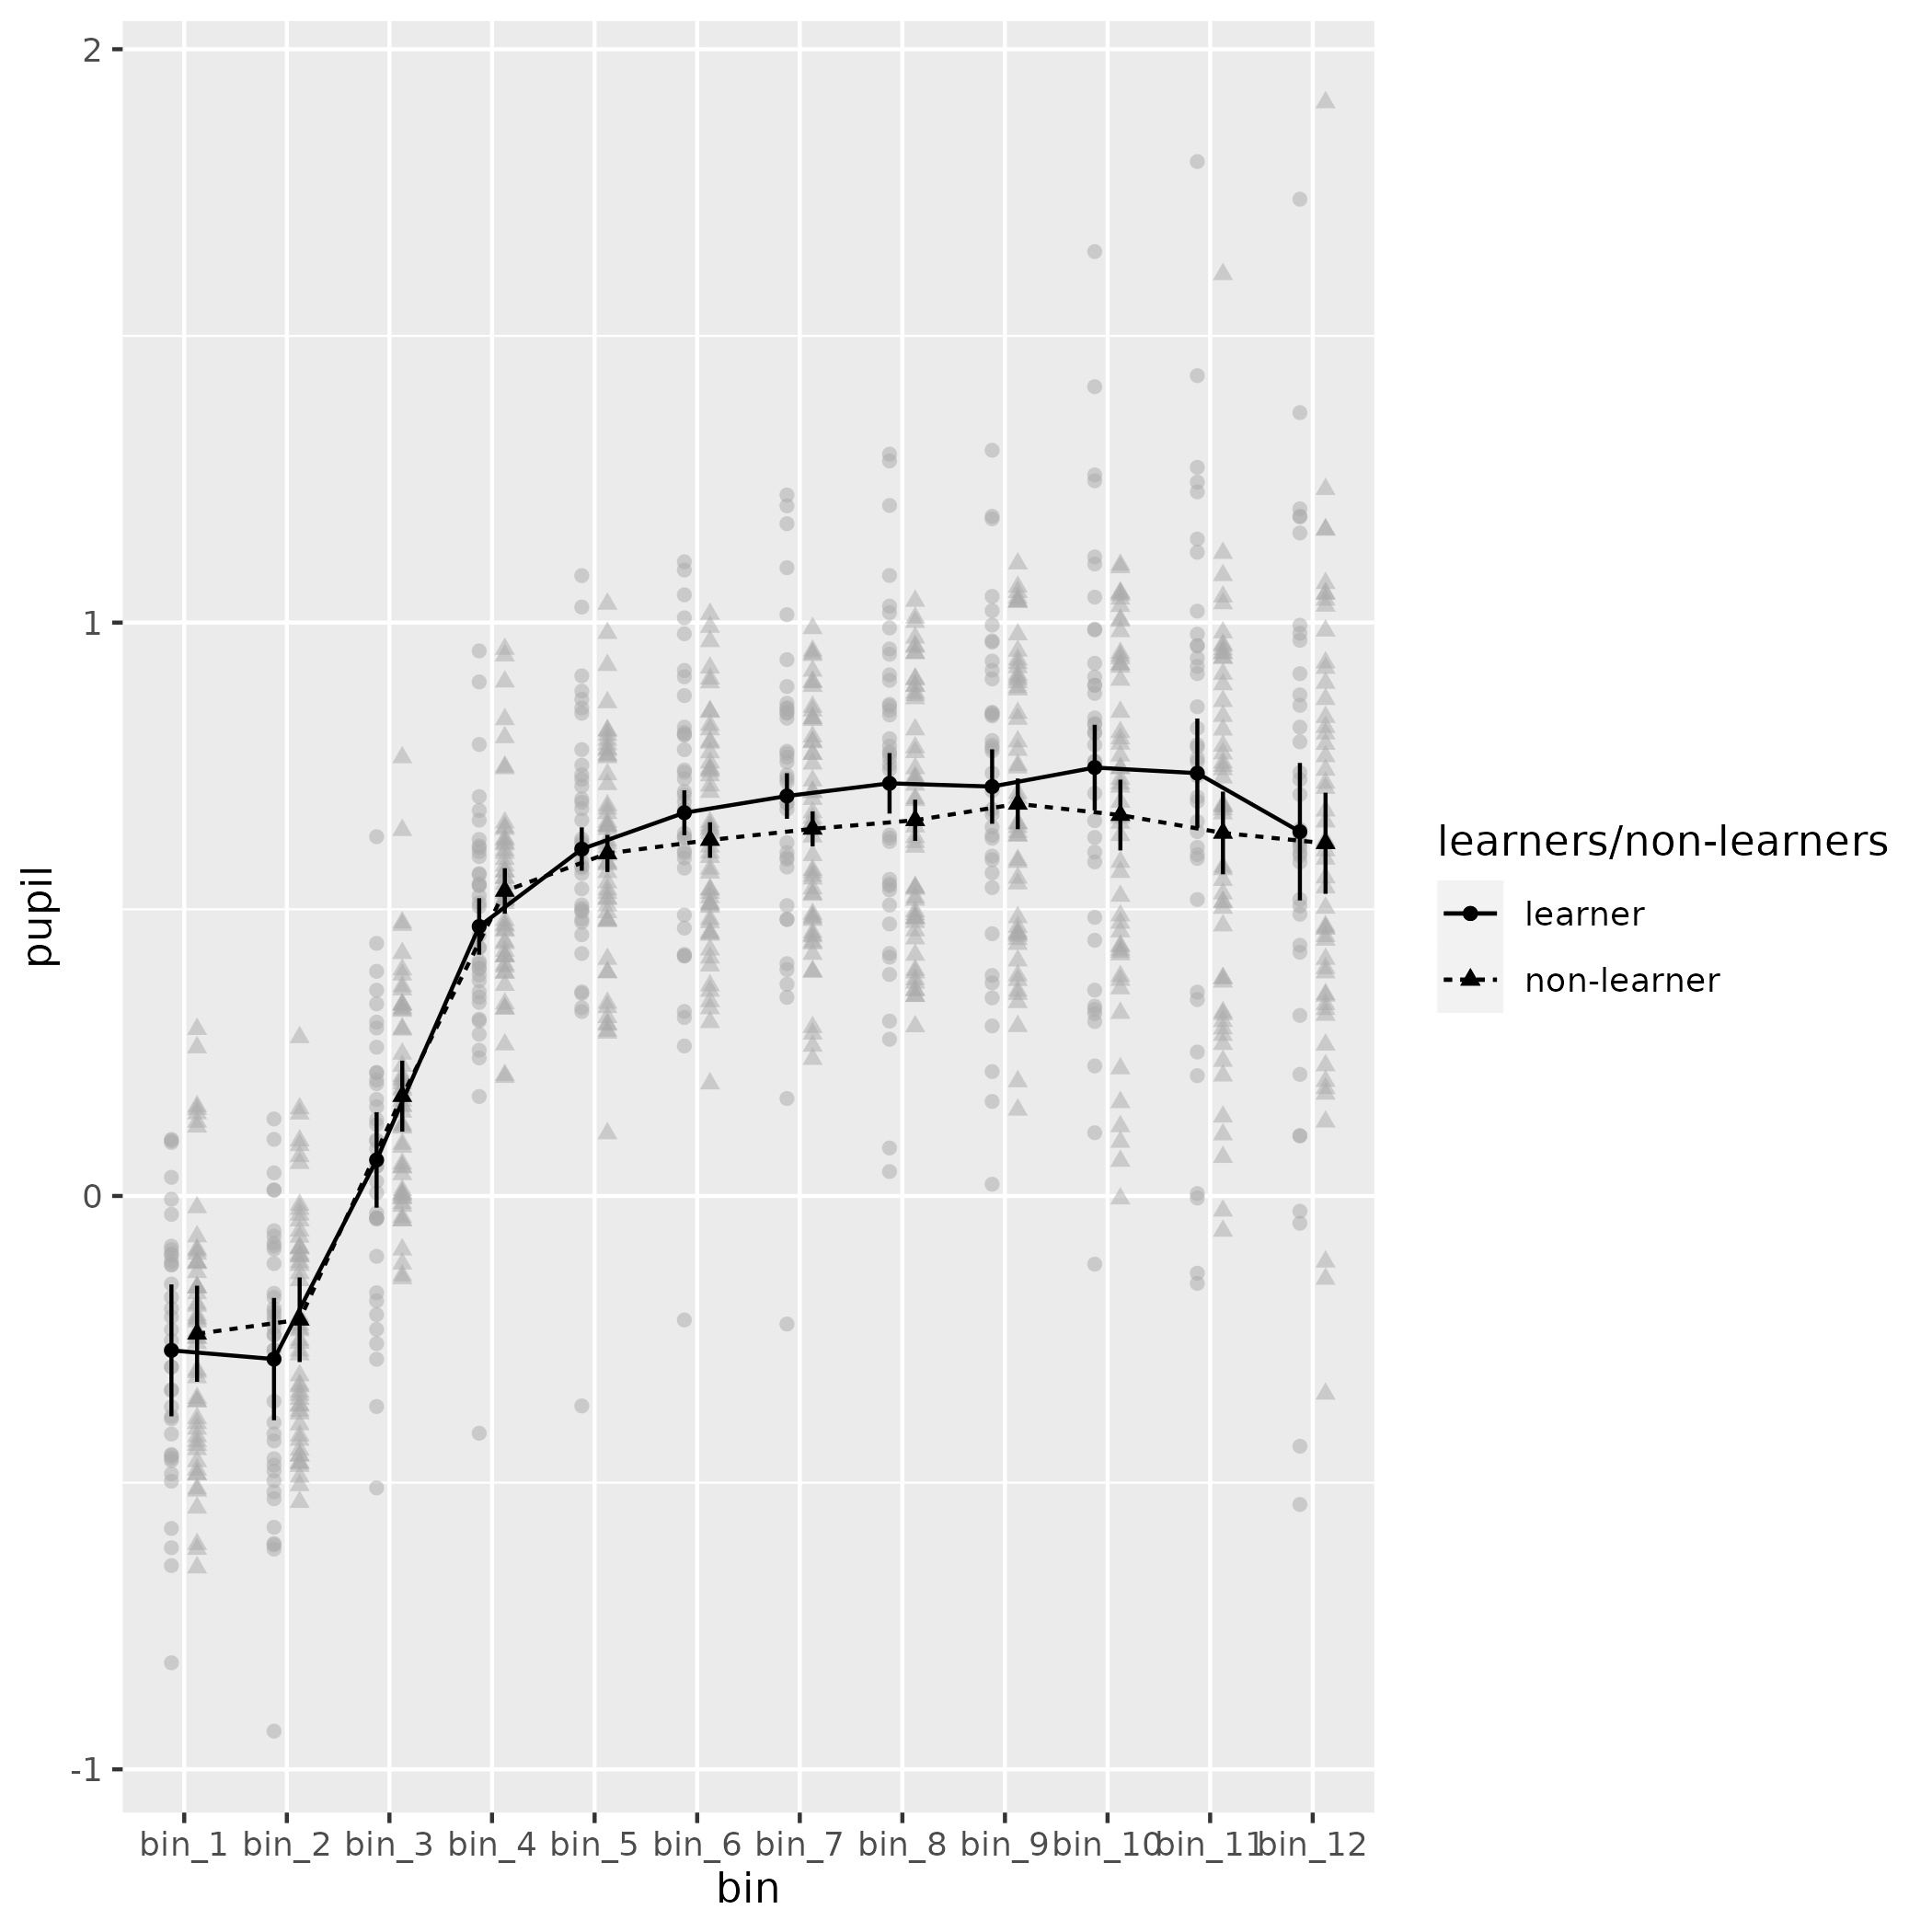 2
1
0
-1
pupil
bin_1 bin_2 bin_3 bin_4 bin_5 bin_6 bin_7 bin_8 bin_9 bin_10 bin_11 bin_12
bin
learners/non-learners
learner
non-learner